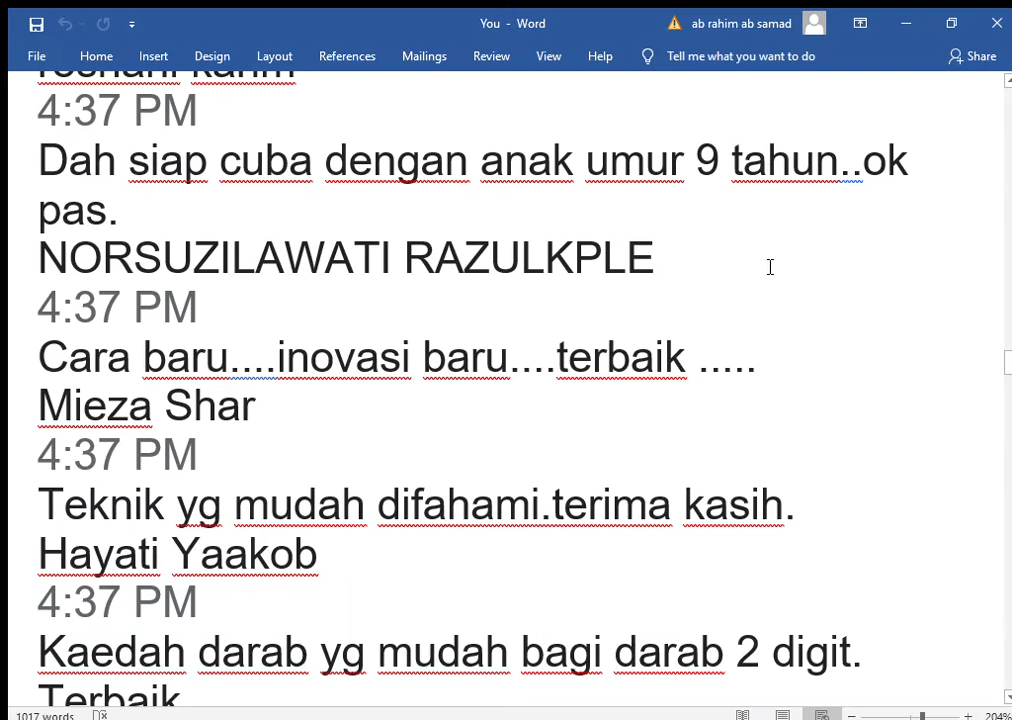 You - Word
ab rahim ab samad
File Home Insert Design Layout References Mailings Review View Help Tell me what you want to do Share
4:37 PM
Dah siap cuba dengan anak umur 9 tahun..ok
pas.
NORSUZILAWATI RAZULKPLE
4:37 PM
Cara baru....inovasi baru....terbaik .....
Mieza Shar
4:37 PM
Teknik yg mudah difahami.terima kasih.
Hayati Yaakob
4:37 PM
Kaedah darab yg mudah bagi darab 2 digit.
Terbaik
1017 words 204%